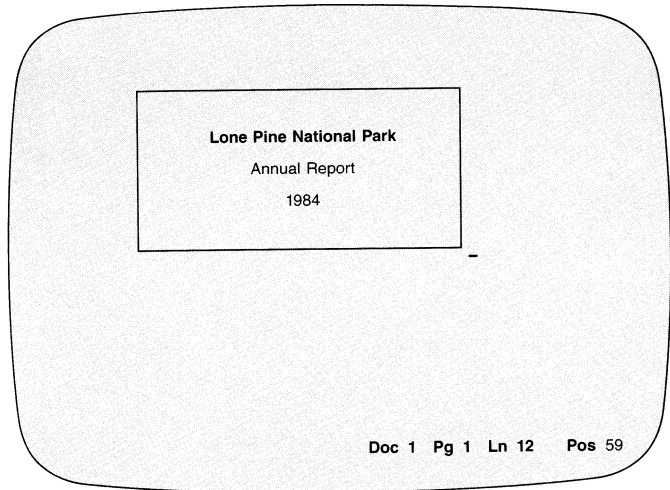 Lone Pine National Park
Annual Report
1984
Doc 1 Pg 1 Ln 12 Pos 59